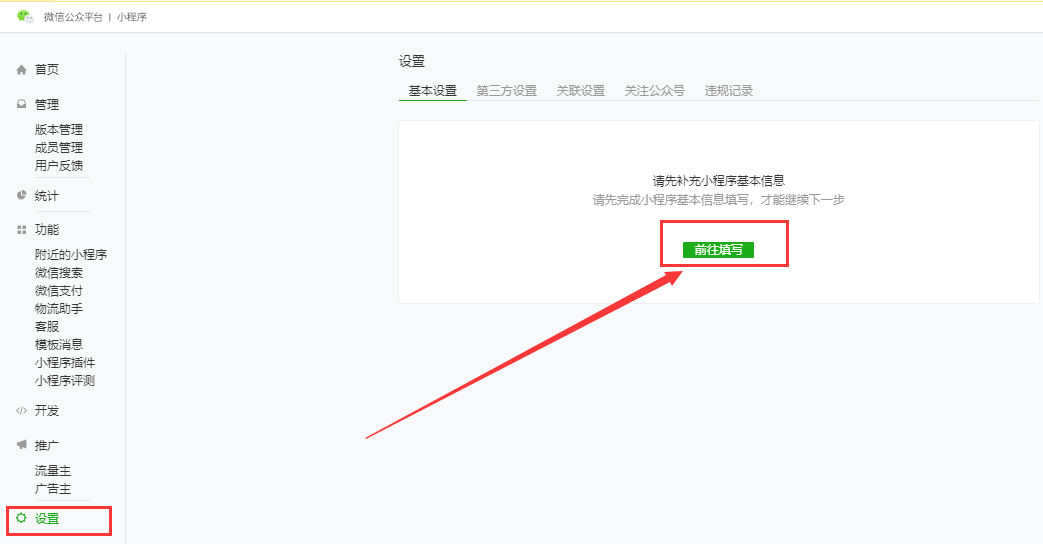 微信公众平台 | 小程序
首页
管理
版本管理
成员管理
用户反馈
统计
功能
附近的小程序
微信搜索
微信支付
物流助手
客服
模板消息
小程序插件
小程序评测
开发
推广
流量主
广告主
设置
设置
基本设置 第三方设置 关联设置 关注公众号 违规记录
请先补充小程序基本信息
请先完成小程序基本信息填写，才能继续下一步
前往填写